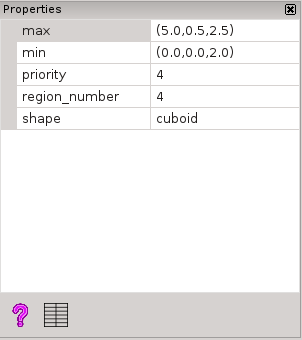 Properties
max (5.0,0.5,2.5)
min (0.0,0.0,2.0)
priority 4
region_number 4
shape cuboid